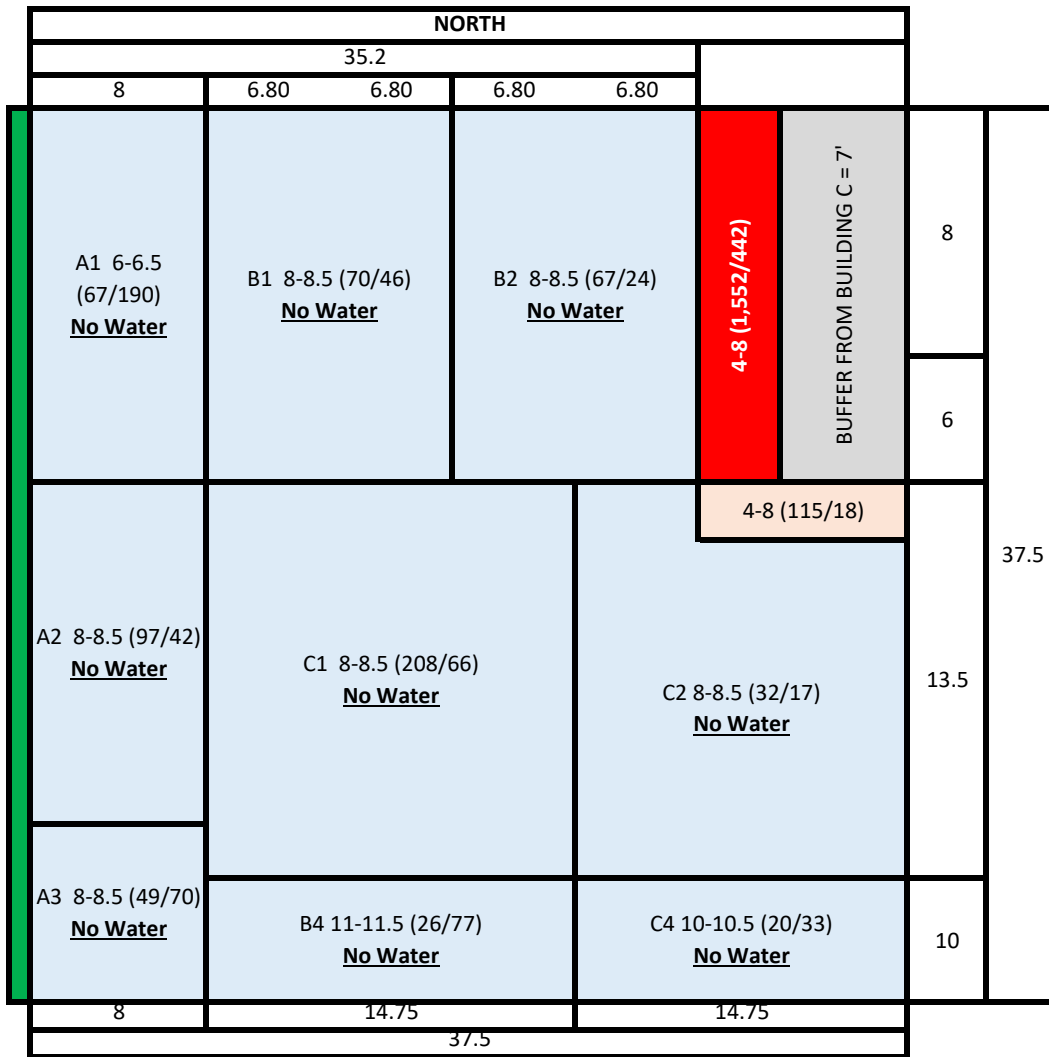 NORTH
35.2
8 6.80 6.80 6.80 6.80
A1 6-6.5
(67/190)
No Water
B1 8-8.5 (70/46)
No Water
B2 8-8.5 (67/24)
No Water
4-8 (1,552/442)
BUFFER FROM BUILDING C = 7'
8
6
4-8 (115/18)
37.5
A2 8-8.5 (97/42)
No Water
C1 8-8.5 (208/66)
No Water
C2 8-8.5 (32/17)
No Water
13.5
A3 8-8.5 (49/70)
No Water
B4 11-11.5 (26/77)
No Water
C4 10-10.5 (20/33)
No Water
10
8 14.75 14.75
37.5